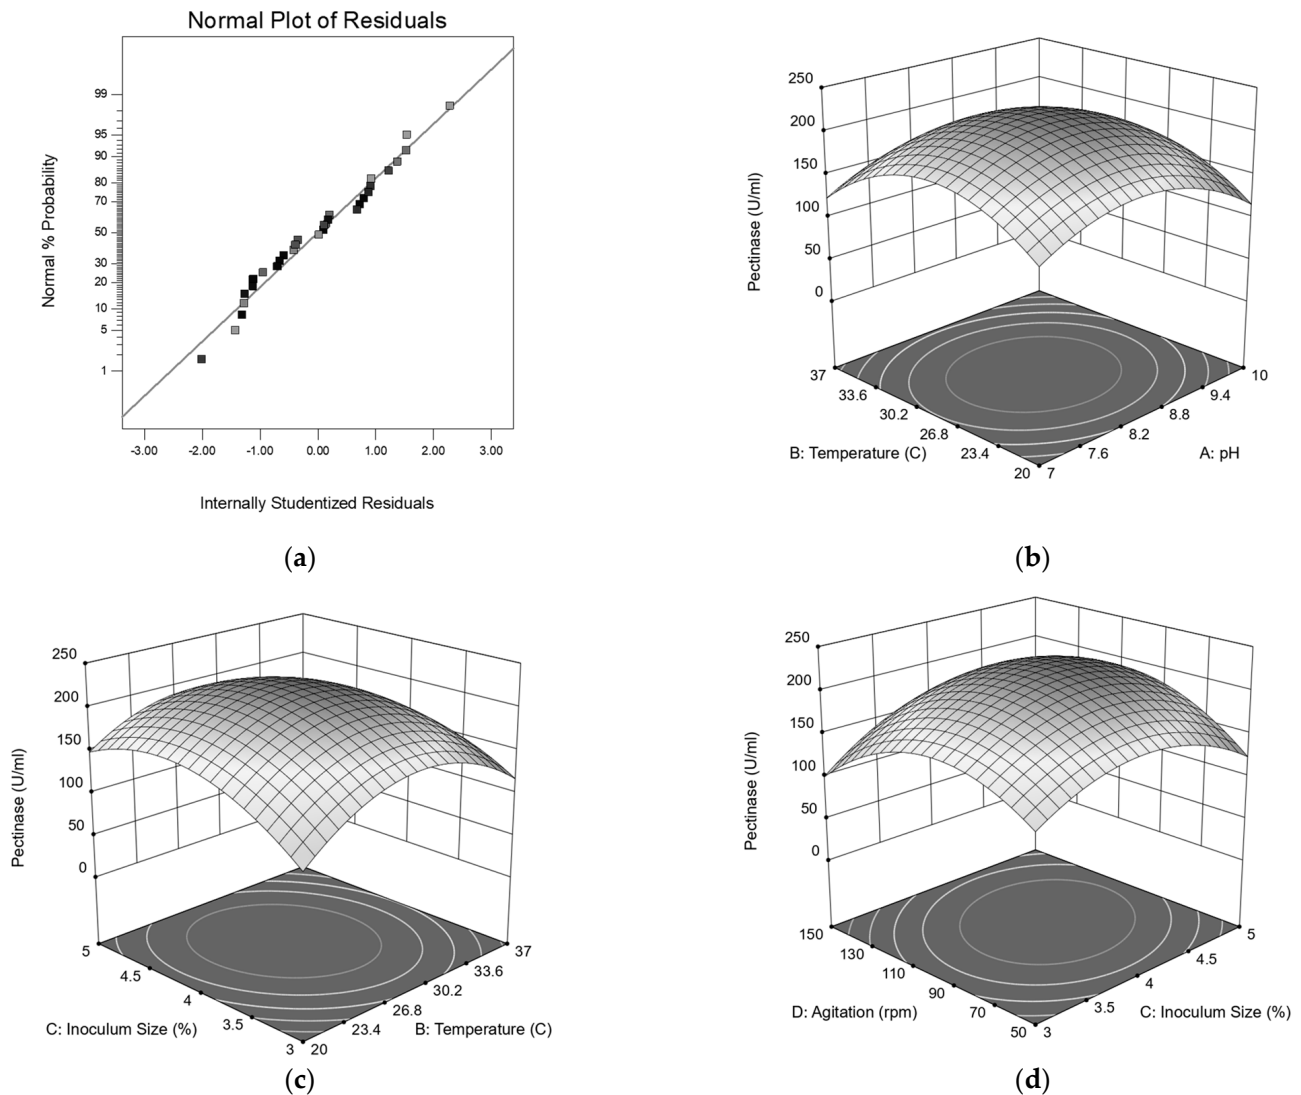 Normal Plot of Residuals
Normal % Probability
99
95
90
80
70
50
30
20
10
5
1
-3.00 -2.00 -1.00 0.00 1.00 2.00 3.00
Internally Studentized Residuals
(a)
Pectinase (U/ml)
250
200
150
100
50
0
37 33.6 30.2 26.8 23.4 20
7 7.6 8.2 8.8 9.4 10
B: Temperature (C)
A: pH
(b)
Pectinase (U/ml)
250
200
150
100
50
0
5 4.5 4 3.5 3
20 23.4 26.8 30.2 33.6 37
C: Inoculum Size (%)
B: Temperature (C)
(c)
Pectinase (U/ml)
250
200
150
100
50
0
150 130 110 90 70 50
3 3.5 4 4.5 5
D: Agitation (rpm)
C: Inoculum Size (%)
(d)